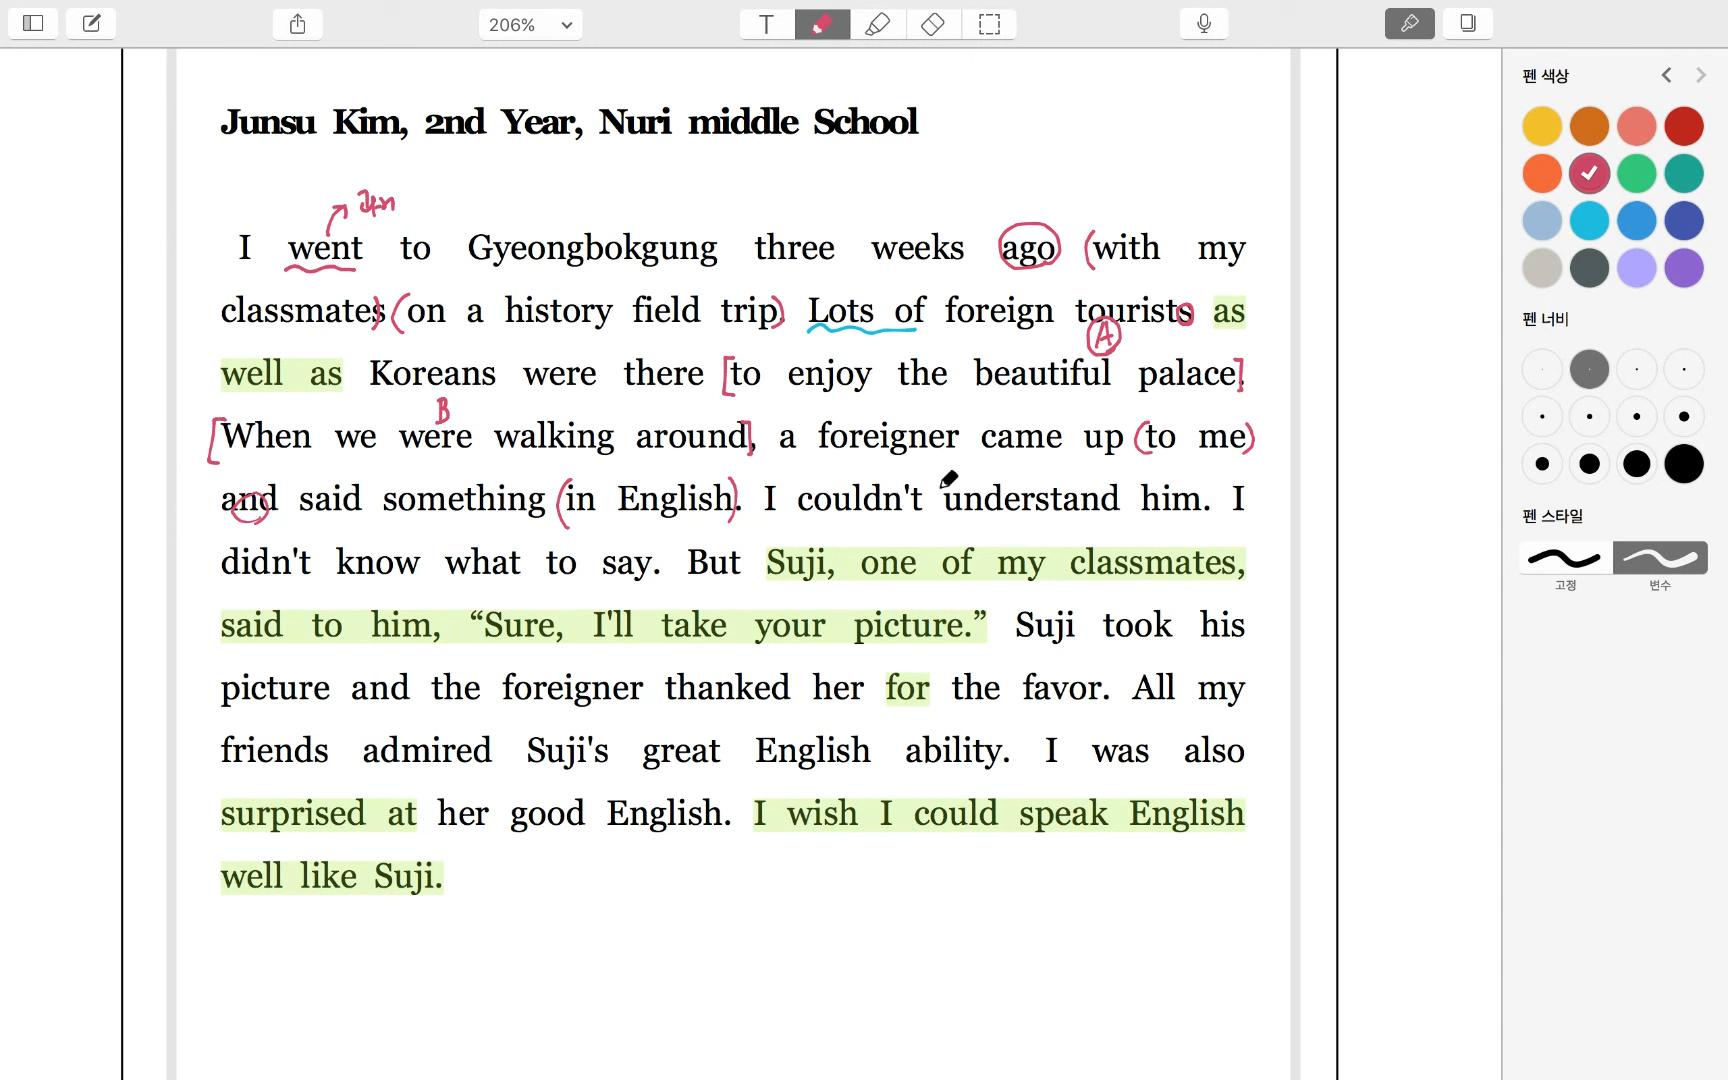 206%
T
펜 색상
펜 너비
펜 스타일
고정
변수
Junsu Kim, 2nd Year, Nuri middle School
I went to Gyeongbokgung three weeks ago (with my
classmates) (on a history field trip). Lots of foreign tourists as
A
well as Koreans were there [to enjoy the beautiful palace].
B
[When we were walking around], a foreigner came up (to me)
and said something (in English). I couldn't understand him. I
didn't know what to say. But Suji, one of my classmates,
said to him, “Sure, I'll take your picture.” Suji took his
picture and the foreigner thanked her for the favor. All my
friends admired Suji's great English ability. I was also
surprised at her good English. I wish I could speak English
well like Suji.